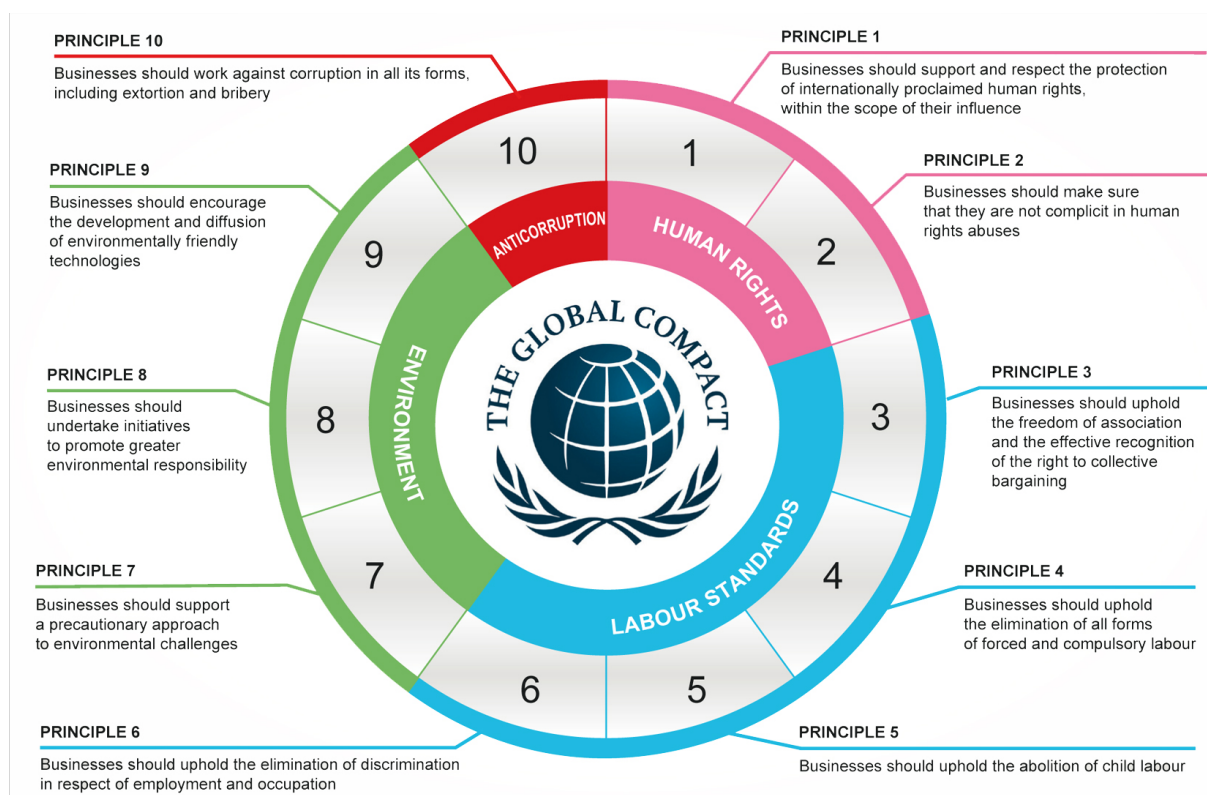 PRINCIPLE 10
Businesses should work against corruption in all its forms,
including extortion and bribery
PRINCIPLE 1
Businesses should support and respect the protection
of internationally proclaimed human rights,
within the scope of their influence
PRINCIPLE 9
Businesses should encourage
the development and diffusion
of environmentally friendly
technologies
PRINCIPLE 2
Businesses should make sure
that they are not complicit in human
rights abuses
PRINCIPLE 8
Businesses should
undertake initiatives
to promote greater
environmental responsibility
PRINCIPLE 3
Businesses should uphold
the freedom of association
and the effective recognition
of the right to collective
bargaining
PRINCIPLE 7
Businesses should support
a precautionary approach
to environmental challenges
PRINCIPLE 4
Businesses should uphold
the elimination of all forms
of forced and compulsory labour
PRINCIPLE 6
Businesses should uphold the elimination of discrimination
in respect of employment and occupation
PRINCIPLE 5
Businesses should uphold the abolition of child labour
10
1
2
3
4
5
6
7
8
9
ANTICORRUPTION
HUMAN RIGHTS
LABOUR STANDARDS
ENVIRONMENT
THE GLOBAL COMPACT